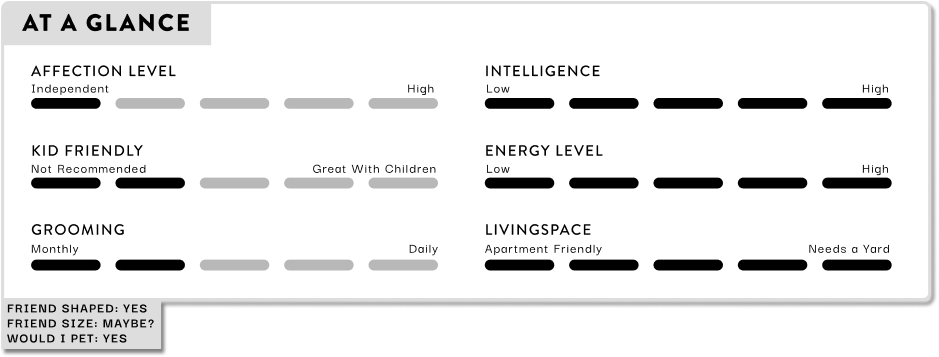 AT A GLANCE
AFFECTION LEVEL
Independent High
KID FRIENDLY
Not Recommended Great With Children
GROOMING
Monthly Daily
INTELLIGENCE
Low High
ENERGY LEVEL
Low High
LIVINGSPACE
Apartment Friendly Needs a Yard
FRIEND SHAPED: YES
FRIEND SIZE: MAYBE?
WOULD I PET: YES